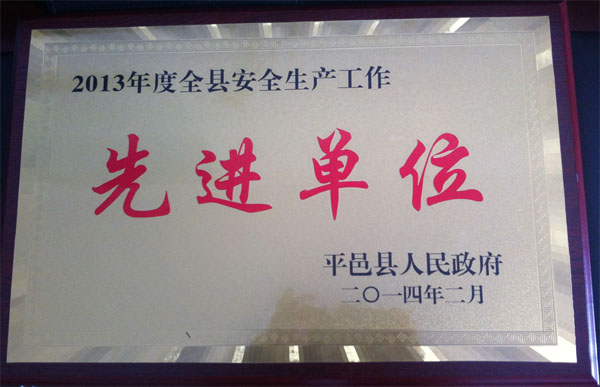 2013年度全县安全生产工作
先进单位
平邑县人民政府
二〇一四年二月